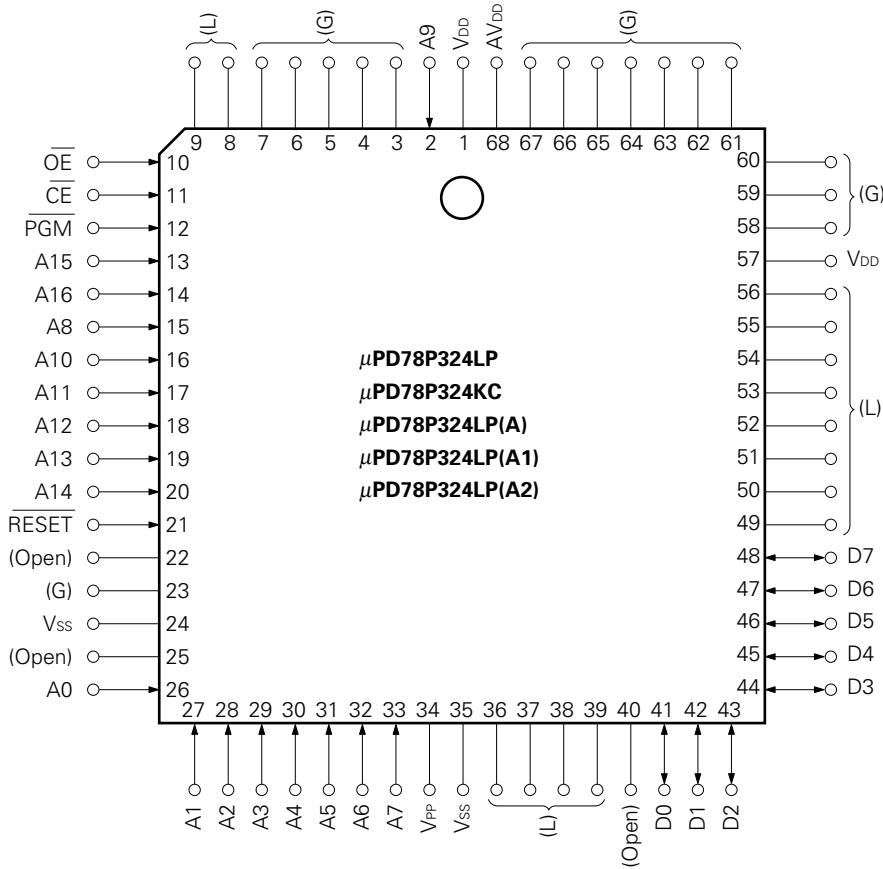 (L) (G) A9 VDD AVDD (G)
9 8 7 6 5 4 3 2 1 68 67 66 65 64 63 62 61
O̅E̅ 10
C̅E̅ 11
P̅G̅M̅ 12
A15 13
A16 14
A8 15
A10 16
A11 17
A12 18
A13 19
A14 20
R̅E̅S̅E̅T̅ 21
(Open) 22
(G) 23
VSS 24
(Open) 25
A0 26
μPD78P324LP
μPD78P324KC
μPD78P324LP(A)
μPD78P324LP(A1)
μPD78P324LP(A2)
60
59 (G)
58
57 VDD
56
55
54
53
52 (L)
51
50
49
48 D7
47 D6
46 D5
45 D4
44 D3
27 28 29 30 31 32 33 34 35 36 37 38 39 40 41 42 43
A1 A2 A3 A4 A5 A6 A7 VPP VSS (L) (Open) D0 D1 D2